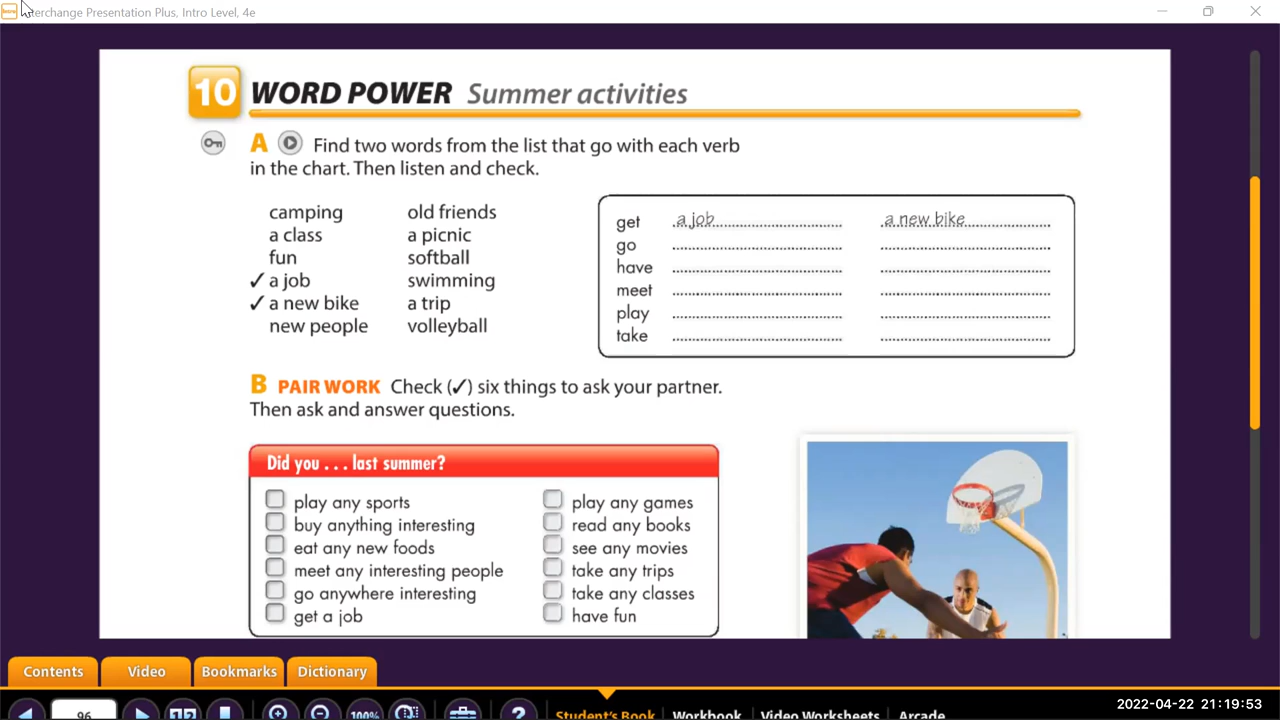 terchange Presentation Plus, Intro Level, 4e
10 WORD POWER Summer activities
A Find two words from the list that go with each verb
in the chart. Then listen and check.
camping
a class
fun
✓ a job
✓ a new bike
new people
old friends
a picnic
softball
swimming
a trip
volleyball
get a job a new bike
go
have
meet
play
take
B PAIR WORK Check (✓) six things to ask your partner.
Then ask and answer questions.
Did you . . . last summer?
play any sports
buy anything interesting
eat any new foods
meet any interesting people
go anywhere interesting
get a job
play any games
read any books
see any movies
take any trips
take any classes
have fun
Contents Video Bookmarks Dictionary
96 100% ? Student's Book Workbook Video Worksheets Arcade
2022-04-22 21:19:53